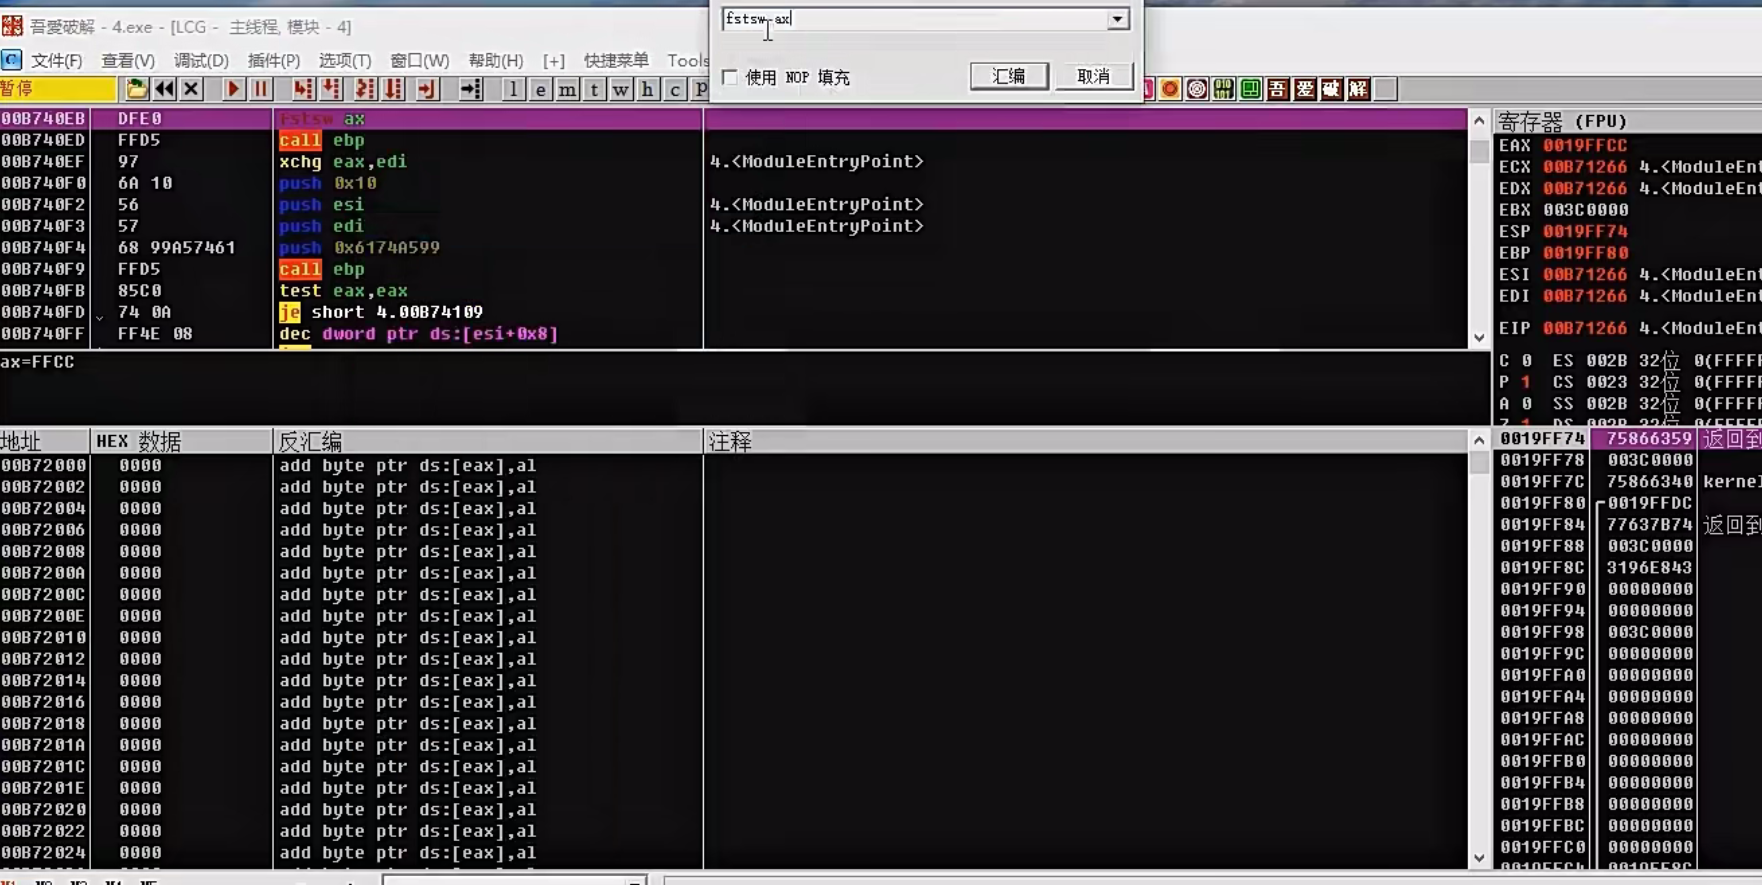 fstsw ax
吾爱破解 - 4.exe - [LCG - 主线程, 模块 - 4]
文件(F) 查看(V) 调试(D) 插件(P) 选项(T) 窗口(W) 帮助(H) [+] 快捷菜单 Tools
使用 NOP 填充 汇编 取消
暂停 l e m t w h c P 吾 爱 破 解
00B740EB DFE0 fstsw ax
00B740ED FFD5 call ebp
00B740EF 97 xchg eax,edi 4.<ModuleEntryPoint>
00B740F0 6A 10 push 0x10
00B740F2 56 push esi 4.<ModuleEntryPoint>
00B740F3 57 push edi 4.<ModuleEntryPoint>
00B740F4 68 99A57461 push 0x6174A599
00B740F9 FFD5 call ebp
00B740FB 85C0 test eax,eax
00B740FD 74 0A je short 4.00B74109
00B740FF FF4E 08 dec dword ptr ds:[esi+0x8]
寄存器 (FPU)
EAX 0019FFCC
ECX 00B71266 4.<ModuleEnt
EDX 00B71266 4.<ModuleEnt
EBX 003C0000
ESP 0019FF74
EBP 0019FF80
ESI 00B71266 4.<ModuleEnt
EDI 00B71266 4.<ModuleEnt
EIP 00B71266 4.<ModuleEnt
C 0 ES 002B 32位 0(FFFFF
P 1 CS 0023 32位 0(FFFFF
A 0 SS 002B 32位 0(FFFFF
ax=FFCC
地址 HEX 数据 反汇编 注释
00B72000 0000 add byte ptr ds:[eax],al
00B72002 0000 add byte ptr ds:[eax],al
00B72004 0000 add byte ptr ds:[eax],al
00B72006 0000 add byte ptr ds:[eax],al
00B72008 0000 add byte ptr ds:[eax],al
00B7200A 0000 add byte ptr ds:[eax],al
00B7200C 0000 add byte ptr ds:[eax],al
00B7200E 0000 add byte ptr ds:[eax],al
00B72010 0000 add byte ptr ds:[eax],al
00B72012 0000 add byte ptr ds:[eax],al
00B72014 0000 add byte ptr ds:[eax],al
00B72016 0000 add byte ptr ds:[eax],al
00B72018 0000 add byte ptr ds:[eax],al
00B7201A 0000 add byte ptr ds:[eax],al
00B7201C 0000 add byte ptr ds:[eax],al
00B7201E 0000 add byte ptr ds:[eax],al
00B72020 0000 add byte ptr ds:[eax],al
00B72022 0000 add byte ptr ds:[eax],al
00B72024 0000 add byte ptr ds:[eax],al
0019FF74 75866359 返回到
0019FF78 003C0000
0019FF7C 75866340 kernel
0019FF80 0019FFDC
0019FF84 77637B74 返回到
0019FF88 003C0000
0019FF8C 3196E843
0019FF90 00000000
0019FF94 00000000
0019FF98 003C0000
0019FF9C 00000000
0019FFA0 00000000
0019FFA4 00000000
0019FFA8 00000000
0019FFAC 00000000
0019FFB0 00000000
0019FFB4 00000000
0019FFB8 00000000
0019FFBC 00000000
0019FFC0 00000000